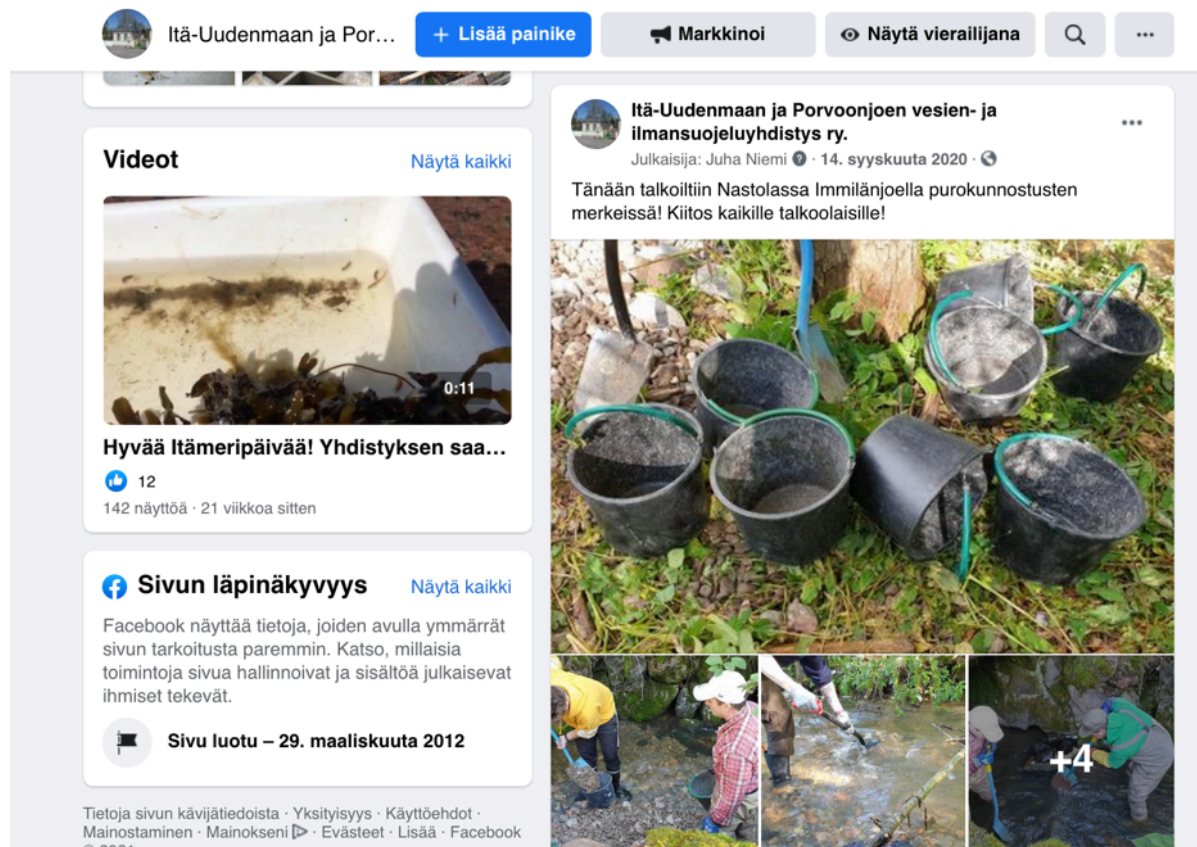 Itä-Uudenmaan ja Por...
+ Lisää painike
Markkinoi
Näytä vierailijana
Videot
Näytä kaikki
0:11
Hyvää Itämeripäivää! Yhdistyksen saa...
12
142 näyttöä · 21 viikkoa sitten
Sivun läpinäkyvyys
Näytä kaikki
Facebook näyttää tietoja, joiden avulla ymmärrät
sivun tarkoitusta paremmin. Katso, millaisia
toimintoja sivua hallinnoivat ja sisältöä julkaisevat
ihmiset tekevät.
Sivu luotu – 29. maaliskuuta 2012
Tietoja sivun kävijätiedoista · Yksityisyys · Käyttöehdot ·
Mainostaminen · Mainokseni · Evästeet · Lisää · Facebook
Itä-Uudenmaan ja Porvoonjoen vesien- ja
ilmansuojeluyhdistys ry.
Julkaisija: Juha Niemi · 14. syyskuuta 2020 ·
Tänään talkoiltiin Nastolassa Immilänjoella purokunnostusten
merkeissä! Kiitos kaikille talkoolaisille!
+4